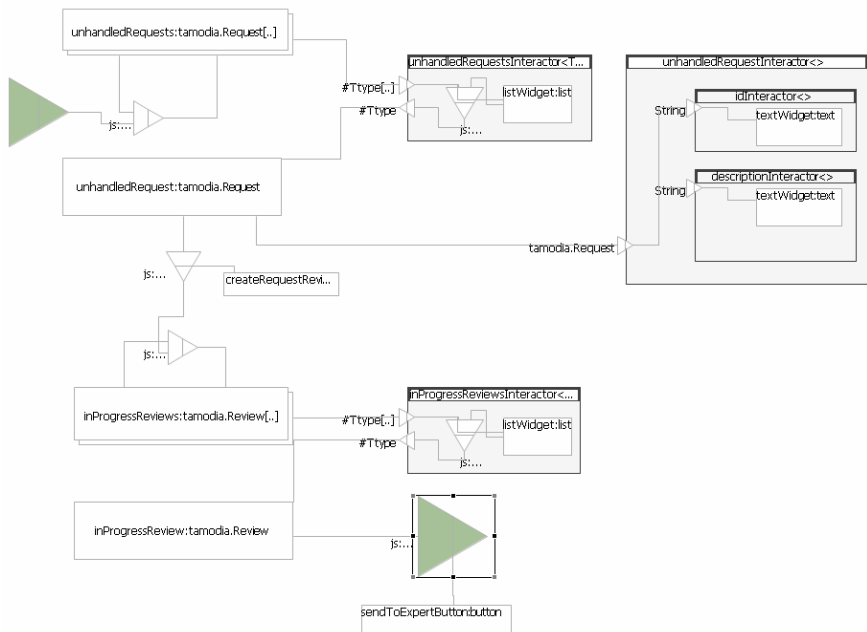 unhandledRequests:tamodia.Request[..]
unhandledRequestsInteractor<T...
unhandledRequestInteractor<>
#Ttype[..]
listWidget:list
idInteractor<>
#Ttype
String
textWidget:text
js:...
js:...
descriptionInteractor<>
unhandledRequest:tamodia.Request
String
textWidget:text
tamodia.Request
js:...
createRequestRevi...
js:...
inProgressReviewsInteractor<...
inProgressReviews:tamodia.Review[..]
#Ttype[..]
listWidget:list
#Ttype
js:...
inProgressReview:tamodia.Review
js:...
sendToExpertButton:button